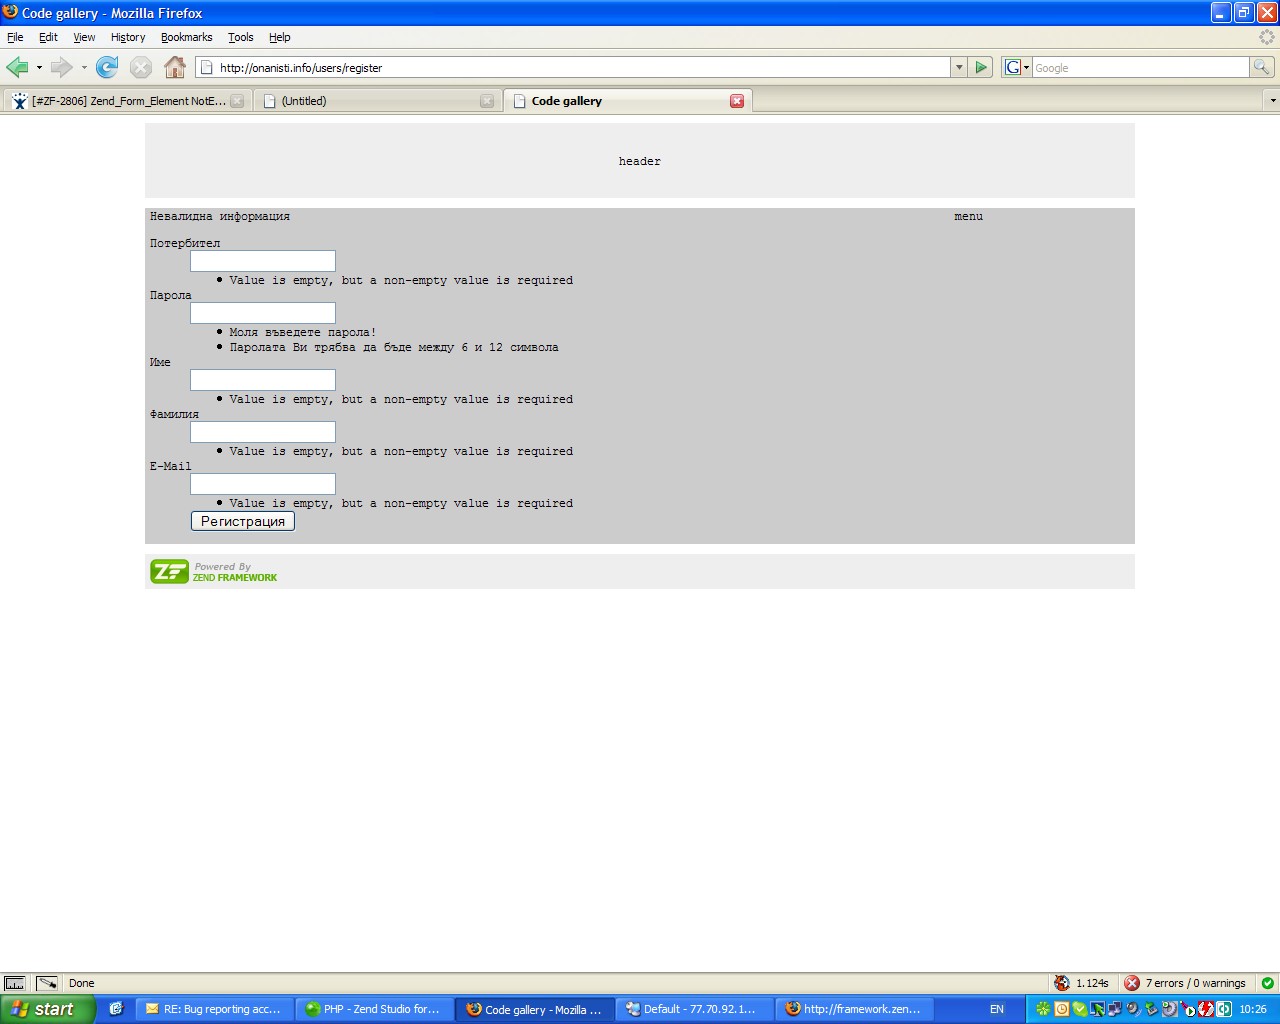 Code gallery - Mozilla Firefox
File Edit View History Bookmarks Tools Help
http://onanisti.info/users/register
G Google
[#ZF-2806] Zend_Form_Element NotE...
(Untitled)
Code gallery
header
Невалидна информация
menu
Потербител
Value is empty, but a non-empty value is required
Парола
Моля въведете парола!
Паролата Ви трябва да бъде между 6 и 12 символа
Име
Value is empty, but a non-empty value is required
Фамилия
Value is empty, but a non-empty value is required
E-Mail
Value is empty, but a non-empty value is required
Регистрация
ZF Powered By
ZEND FRAMEWORK
Done
1.124s
7 errors / 0 warnings
start
RE: Bug reporting acc...
PHP - Zend Studio for...
Code gallery - Mozilla ...
Default - 77.70.92.1...
http://framework.zen...
EN
10:26